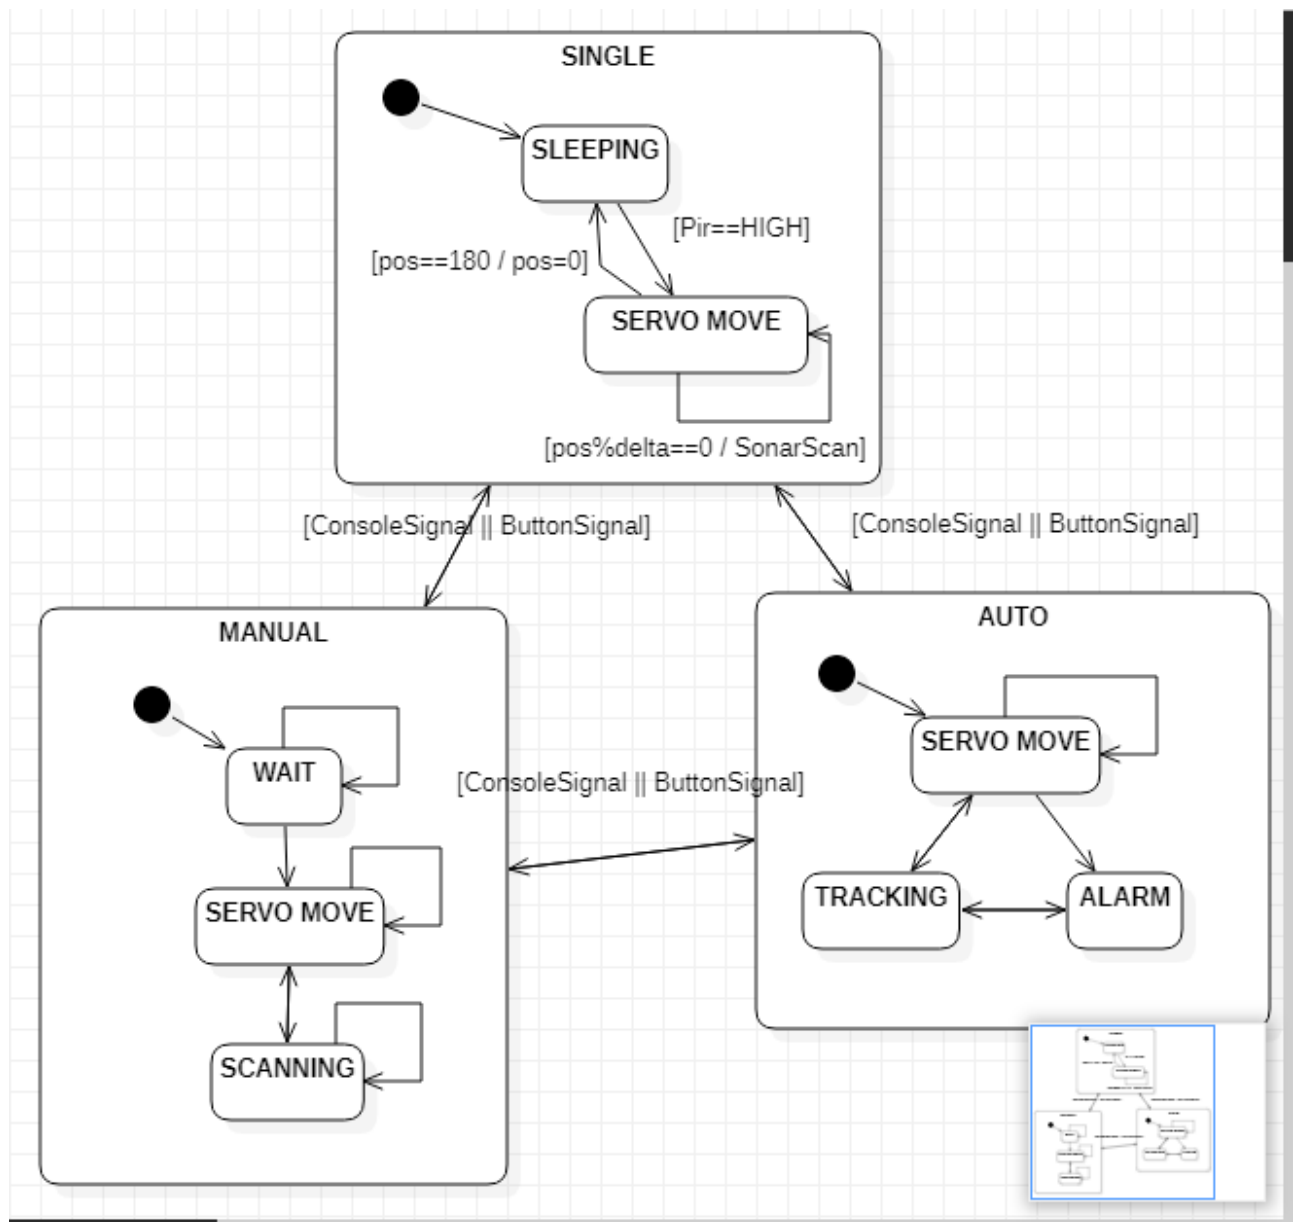 SINGLE
SLEEPING
[Pir==HIGH]
[pos==180 / pos=0]
SERVO MOVE
[pos%delta==0 / SonarScan]
[ConsoleSignal || ButtonSignal]
[ConsoleSignal || ButtonSignal]
MANUAL
WAIT
SERVO MOVE
SCANNING
[ConsoleSignal || ButtonSignal]
AUTO
SERVO MOVE
TRACKING
ALARM